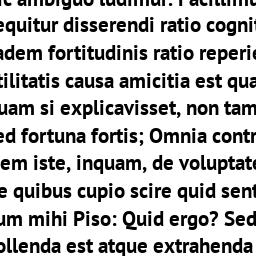 ambiguo ludimur. Facillimu
equitur disserendi ratio cognit
adem fortitudinis ratio reperie
tilitatis causa amicitia est qua
uam si explicavisset, non tam
ed fortuna fortis; Omnia contr
em iste, inquam, de voluptate
e quibus cupio scire quid sent
um mihi Piso: Quid ergo? Sed
ollenda est atque extrahenda